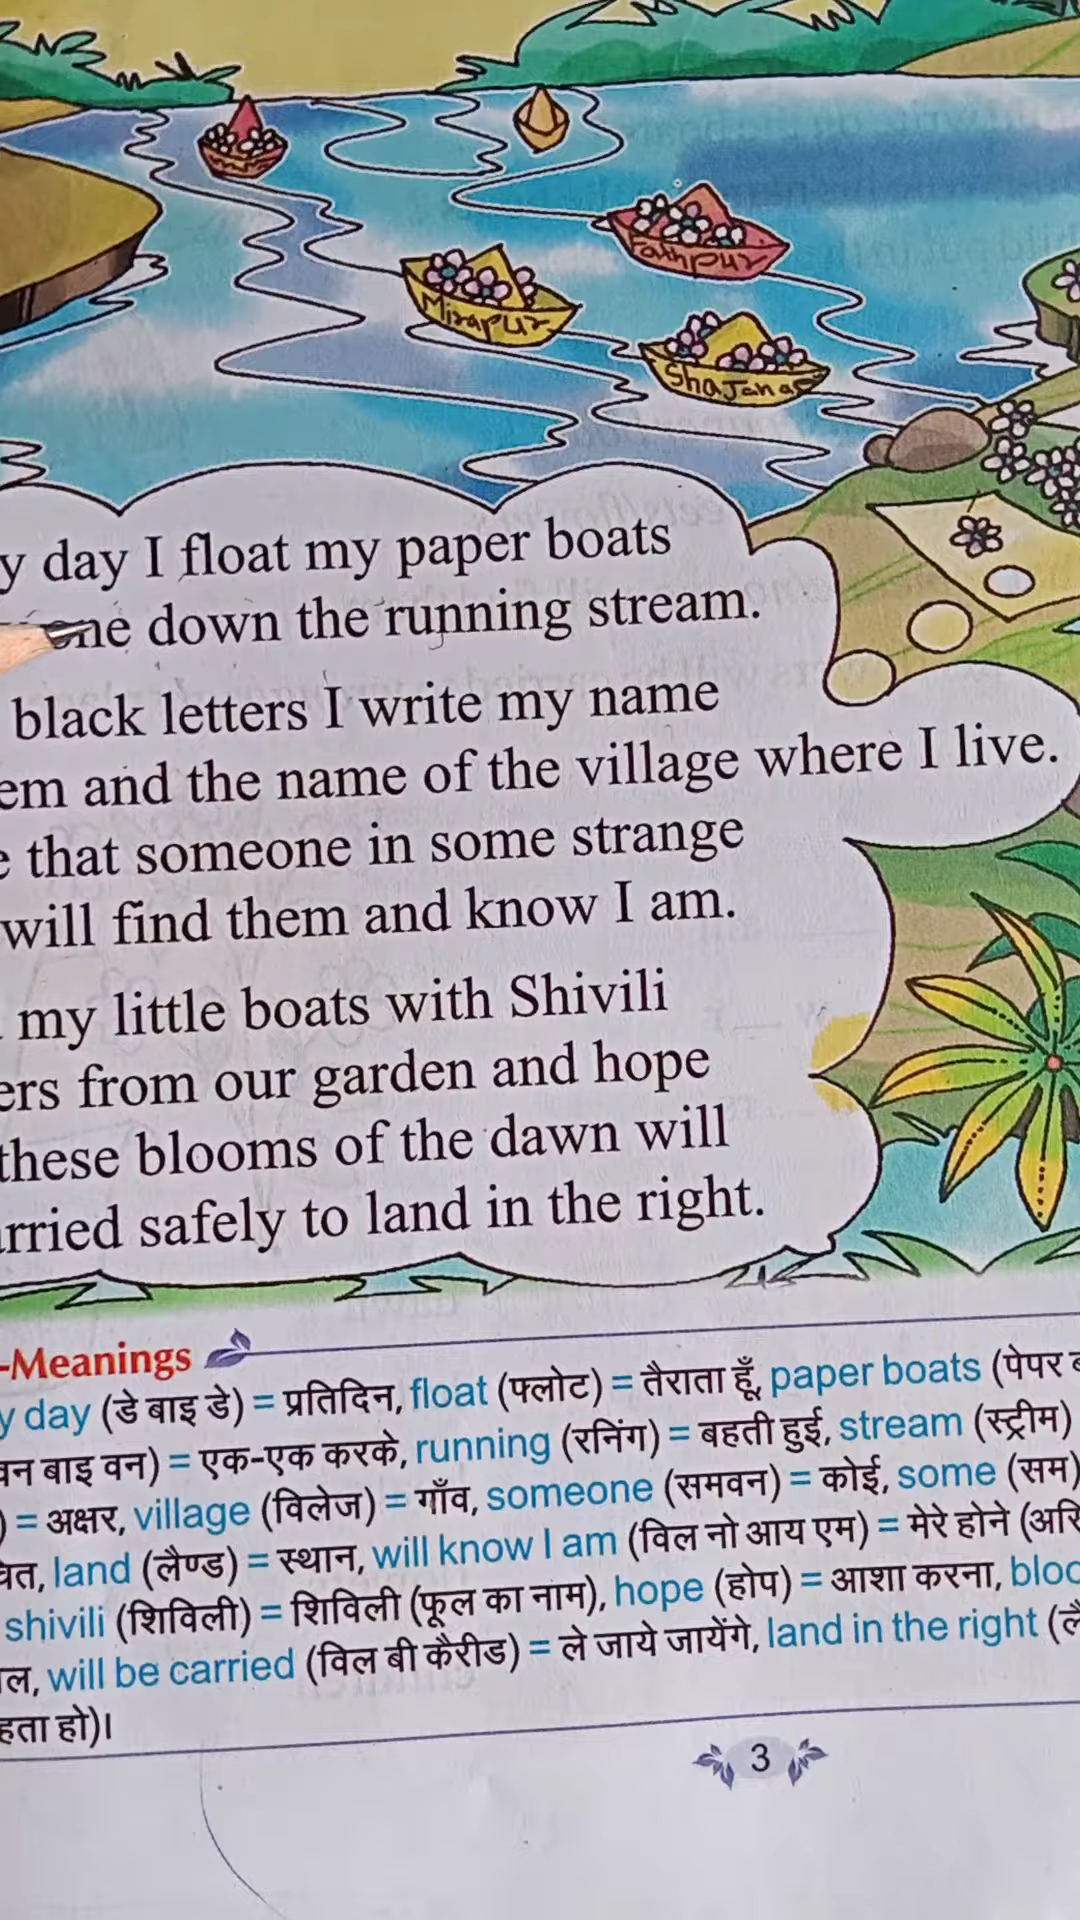 Fathpur
Mirapur
Shajana
y day I float my paper boats
one down the running stream.
black letters I write my name
em and the name of the village where I live.
e that someone in some strange
will find them and know I am.
my little boats with Shivili
ers from our garden and hope
these blooms of the dawn will
rried safely to land in the right.
-Meanings
y day (डे बाइ डे) = प्रतिदिन, float (फ्लोट) = तैराता हूँ, paper boats (पेपर ब
वन बाइ वन) = एक-एक करके, running (रनिंग) = बहती हुई, stream (स्ट्रीम)
) = अक्षर, village (विलेज) = गाँव, someone (समवन) = कोई, some (सम)
land (लैण्ड) = स्थान, will know I am (विल नो आय एम) = मेरे होने (अस्
shivili (शिविली) = शिविली (फूल का नाम), hope (होप) = आशा करना, bloo
ल, will be carried (विल बी कैरीड) = ले जाये जायेंगे, land in the right (लै
हता हो)।
3